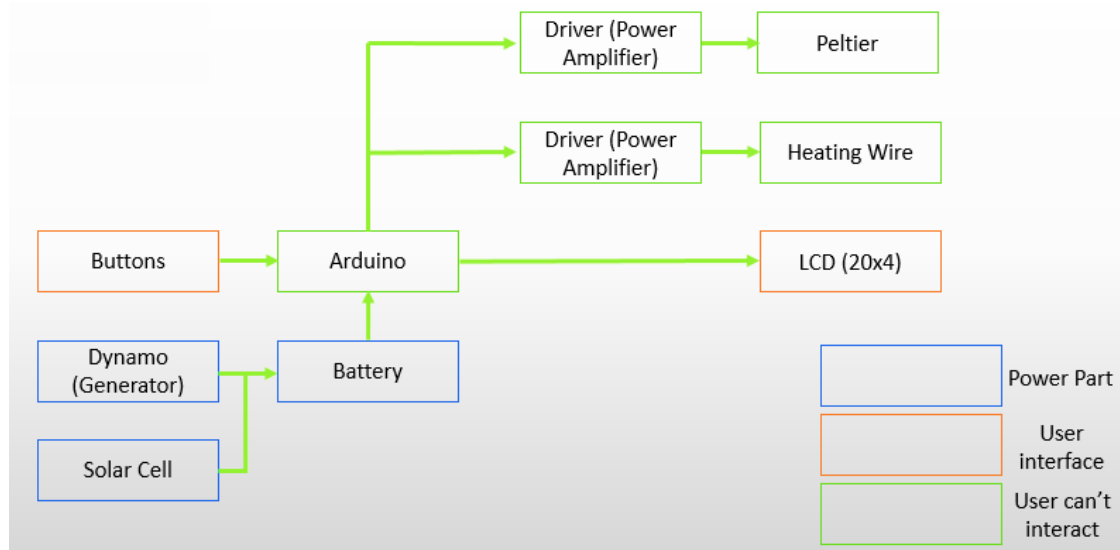 Driver (Power
Amplifier)
Peltier
Driver (Power
Amplifier)
Heating Wire
Buttons
Arduino
LCD (20x4)
Dynamo
(Generator)
Battery
Solar Cell
Power Part
User
interface
User can’t
interact